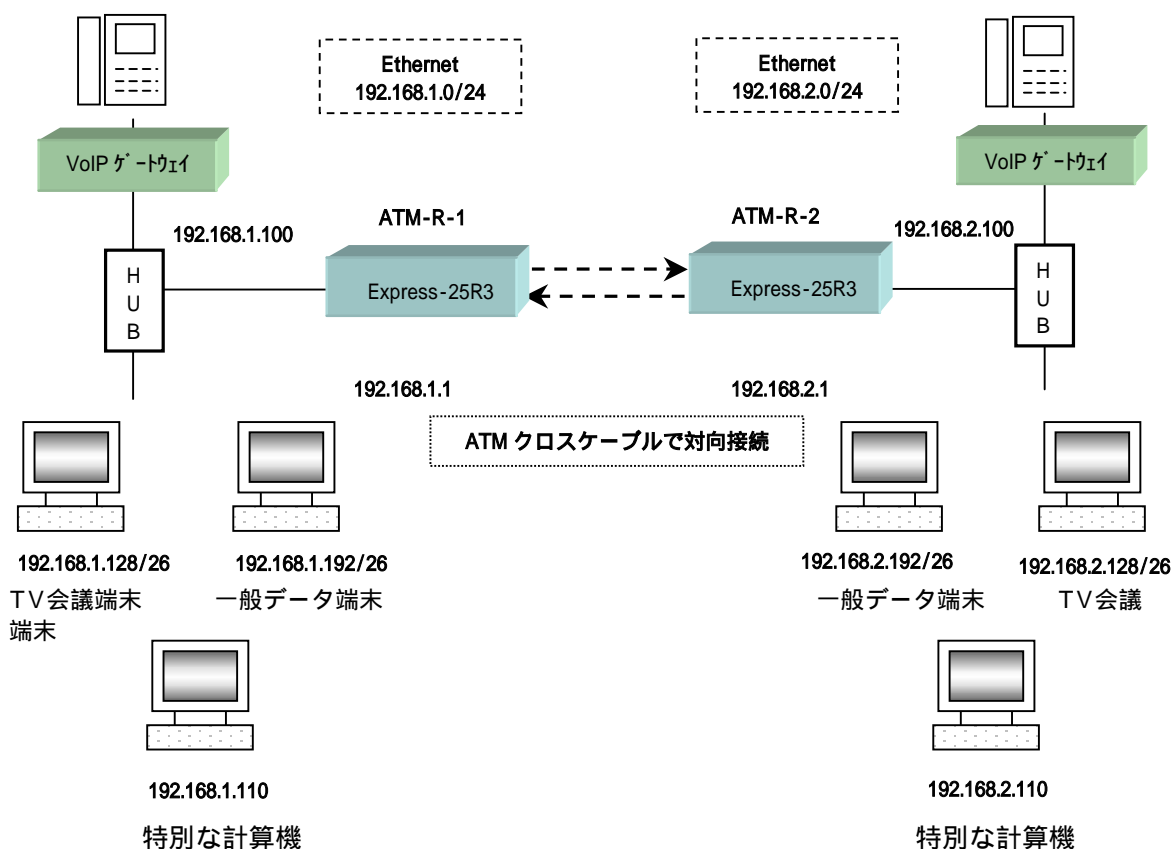 Ethernet
192.168.1.0/24
Ethernet
192.168.2.0/24
VoIP ｹﾞｰﾄｳｪｲ
VoIP ｹﾞｰﾄｳｪｲ
192.168.1.100
ATM-R-1
ATM-R-2
192.168.2.100
H
U
B
Express-25R3
Express-25R3
H
U
B
192.168.1.1
192.168.2.1
ATM クロスケーブルで対向接続
192.168.1.128/26
192.168.1.192/26
192.168.2.192/26
192.168.2.128/26
TV会議端末
端末
一般データ端末
一般データ端末
TV会議
192.168.1.110
192.168.2.110
特別な計算機
特別な計算機